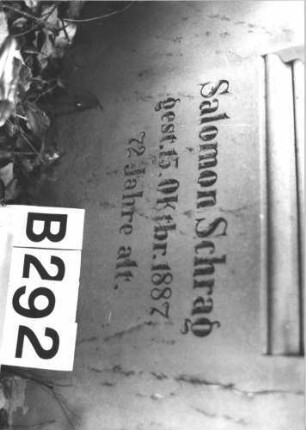 Salomon Schrag
gest. 15. Oktbr. 1887
72 Jahre alt.
B292